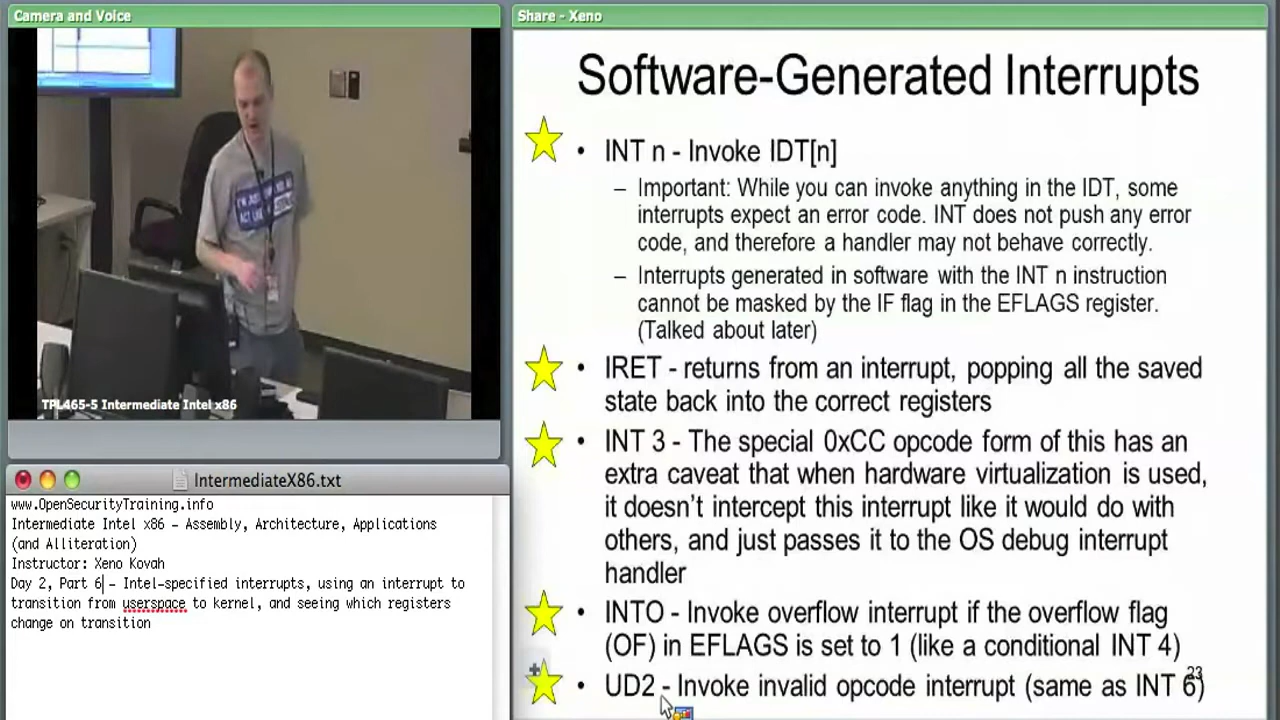 Camera and Voice
TPL465-5 Intermediate Intel x86
IntermediateX86.txt
www.OpenSecurityTraining.info
Intermediate Intel x86 – Assembly, Architecture, Applications
(and Alliteration)
Instructor: Xeno Kovah
Day 2, Part 6 – Intel-specified interrupts, using an interrupt to
transition from userspace to kernel, and seeing which registers
change on transition
Share - Xeno
Software-Generated Interrupts
• INT n - Invoke IDT[n]
– Important: While you can invoke anything in the IDT, some
interrupts expect an error code. INT does not push any error
code, and therefore a handler may not behave correctly.
– Interrupts generated in software with the INT n instruction
cannot be masked by the IF flag in the EFLAGS register.
(Talked about later)
• IRET - returns from an interrupt, popping all the saved
state back into the correct registers
• INT 3 - The special 0xCC opcode form of this has an
extra caveat that when hardware virtualization is used,
it doesn't intercept this interrupt like it would do with
others, and just passes it to the OS debug interrupt
handler
• INTO - Invoke overflow interrupt if the overflow flag
(OF) in EFLAGS is set to 1 (like a conditional INT 4)
• UD2 - Invoke invalid opcode interrupt (same as INT 6)
23